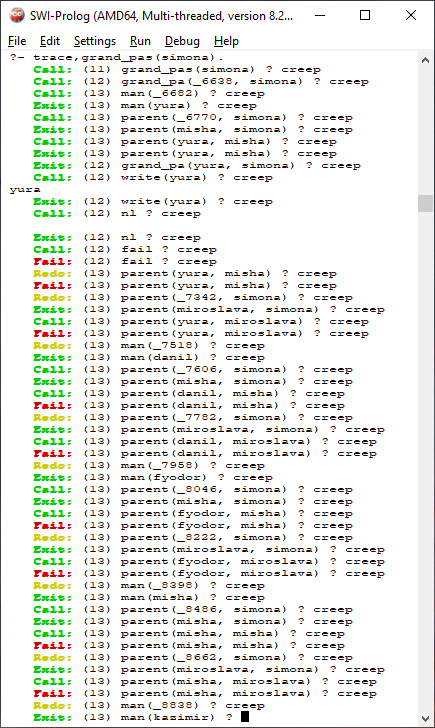 SWI-Prolog (AMD64, Multi-threaded, version 8.2...
File Edit Settings Run Debug Help
?- trace,grand_pas(simona).
Call: (11) grand_pas(simona) ? creep
Call: (12) grand_pa(_6638, simona) ? creep
Call: (13) man(_6682) ? creep
Exit: (13) man(yura) ? creep
Call: (13) parent(_6770, simona) ? creep
Exit: (13) parent(misha, simona) ? creep
Call: (13) parent(yura, misha) ? creep
Exit: (13) parent(yura, misha) ? creep
Exit: (12) grand_pa(yura, simona) ? creep
Call: (12) write(yura) ? creep
yura
Exit: (12) write(yura) ? creep
Call: (12) nl ? creep
Exit: (12) nl ? creep
Call: (12) fail ? creep
Fail: (12) fail ? creep
Redo: (13) parent(yura, misha) ? creep
Fail: (13) parent(yura, misha) ? creep
Redo: (13) parent(_7342, simona) ? creep
Exit: (13) parent(miroslava, simona) ? creep
Call: (13) parent(yura, miroslava) ? creep
Fail: (13) parent(yura, miroslava) ? creep
Redo: (13) man(_7518) ? creep
Exit: (13) man(danil) ? creep
Call: (13) parent(_7606, simona) ? creep
Exit: (13) parent(misha, simona) ? creep
Call: (13) parent(danil, misha) ? creep
Fail: (13) parent(danil, misha) ? creep
Redo: (13) parent(_7782, simona) ? creep
Exit: (13) parent(miroslava, simona) ? creep
Call: (13) parent(danil, miroslava) ? creep
Fail: (13) parent(danil, miroslava) ? creep
Redo: (13) man(_7958) ? creep
Exit: (13) man(fyodor) ? creep
Call: (13) parent(_8046, simona) ? creep
Exit: (13) parent(misha, simona) ? creep
Call: (13) parent(fyodor, misha) ? creep
Fail: (13) parent(fyodor, misha) ? creep
Redo: (13) parent(_8222, simona) ? creep
Exit: (13) parent(miroslava, simona) ? creep
Call: (13) parent(fyodor, miroslava) ? creep
Fail: (13) parent(fyodor, miroslava) ? creep
Redo: (13) man(_8398) ? creep
Exit: (13) man(misha) ? creep
Call: (13) parent(_8486, simona) ? creep
Exit: (13) parent(misha, simona) ? creep
Call: (13) parent(misha, misha) ? creep
Fail: (13) parent(misha, misha) ? creep
Redo: (13) parent(_8662, simona) ? creep
Exit: (13) parent(miroslava, simona) ? creep
Call: (13) parent(misha, miroslava) ? creep
Fail: (13) parent(misha, miroslava) ? creep
Redo: (13) man(_8838) ? creep
Exit: (13) man(kazimir) ?